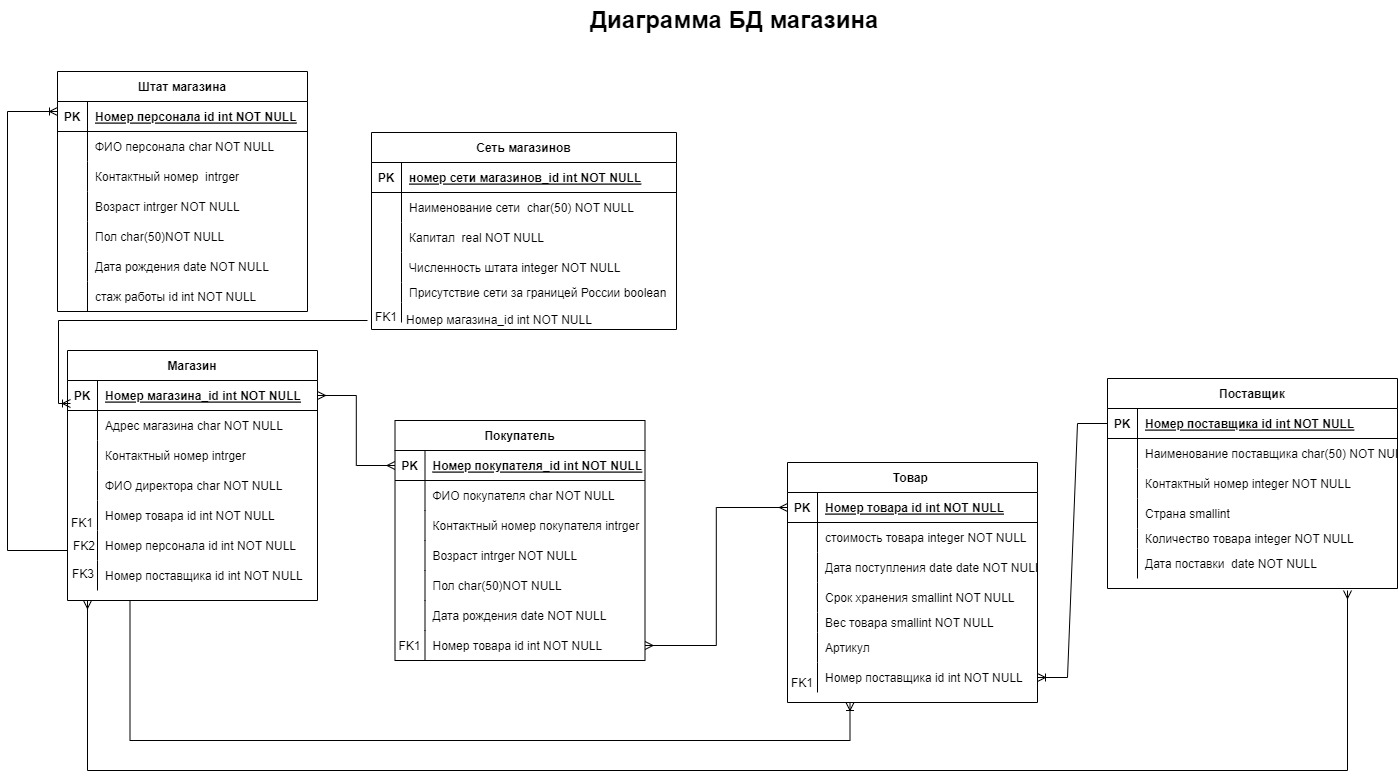 Диаграмма БД магазина
Штат магазина
PK Номер персонала id int NOT NULL
ФИО персонала char NOT NULL
Контактный номер intrger
Возраст intrger NOT NULL
Пол char(50)NOT NULL
Дата рождения date NOT NULL
стаж работы id int NOT NULL
Сеть магазинов
PK номер сети магазинов_id int NOT NULL
Наименование сети char(50) NOT NULL
Капитал real NOT NULL
Численность штата integer NOT NULL
Присутствие сети за границей России boolean
FK1 Номер магазина_id int NOT NULL
Магазин
PK Номер магазина_id int NOT NULL
Адрес магазина char NOT NULL
Контактный номер intrger
ФИО директора char NOT NULL
FK1 Номер товара id int NOT NULL
FK2 Номер персонала id int NOT NULL
FK3 Номер поставщика id int NOT NULL
Покупатель
PK Номер покупателя_id int NOT NULL
ФИО покупателя char NOT NULL
Контактный номер покупателя intrger
Возраст intrger NOT NULL
Пол char(50)NOT NULL
Дата рождения date NOT NULL
FK1 Номер товара id int NOT NULL
Товар
PK Номер товара id int NOT NULL
стоимость товара integer NOT NULL
Дата поступления date date NOT NULL
Срок хранения smallint NOT NULL
Вес товара smallint NOT NULL
Артикул
FK1 Номер поставщика id int NOT NULL
Поставщик
PK Номер поставщика id int NOT NULL
Наименование поставщика char(50) NOT NUL
Контактный номер integer NOT NULL
Страна smallint
Количество товара integer NOT NULL
Дата поставки date NOT NULL